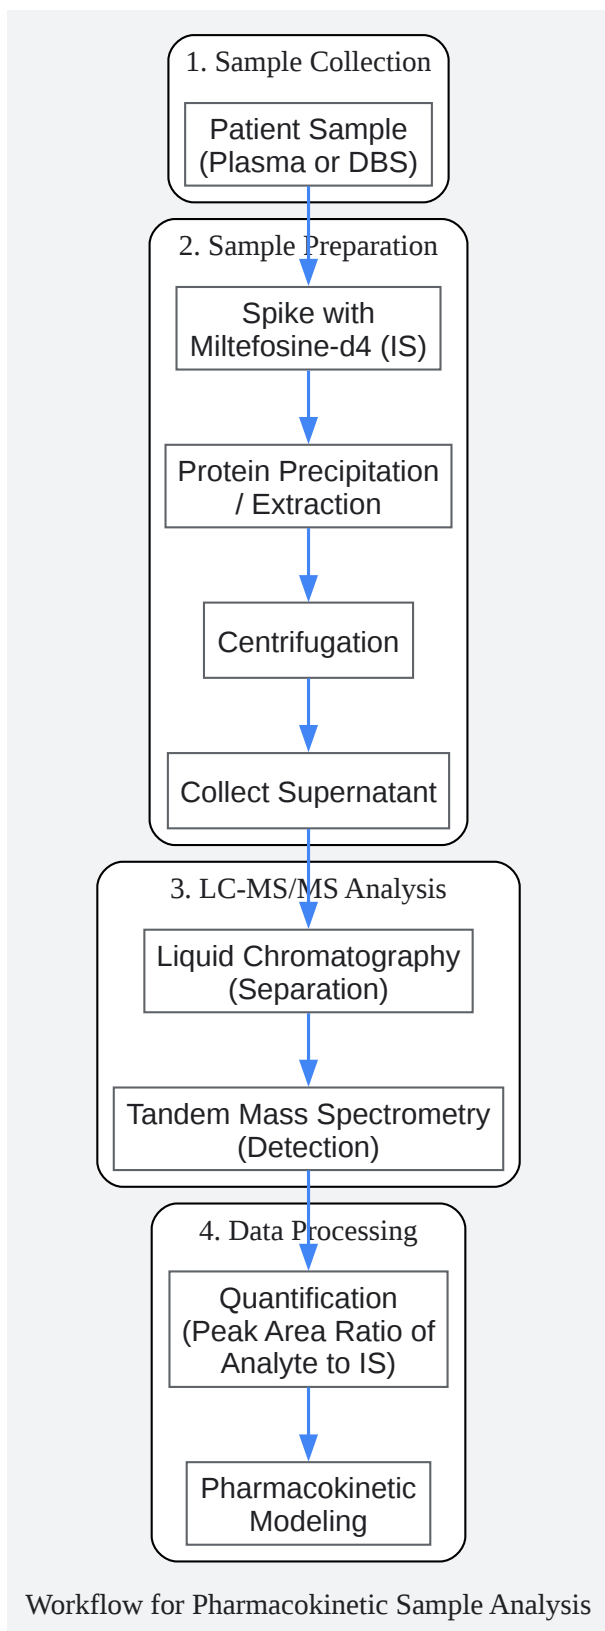 1. Sample Collection
Patient Sample
(Plasma or DBS)
2. Sample Preparation
Spike with
Miltefosine-d4 (IS)
Protein Precipitation
/ Extraction
Centrifugation
Collect Supernatant
3. LC-MS/MS Analysis
Liquid Chromatography
(Separation)
Tandem Mass Spectrometry
(Detection)
4. Data Processing
Quantification
(Peak Area Ratio of
Analyte to IS)
Pharmacokinetic
Modeling
Workflow for Pharmacokinetic Sample Analysis